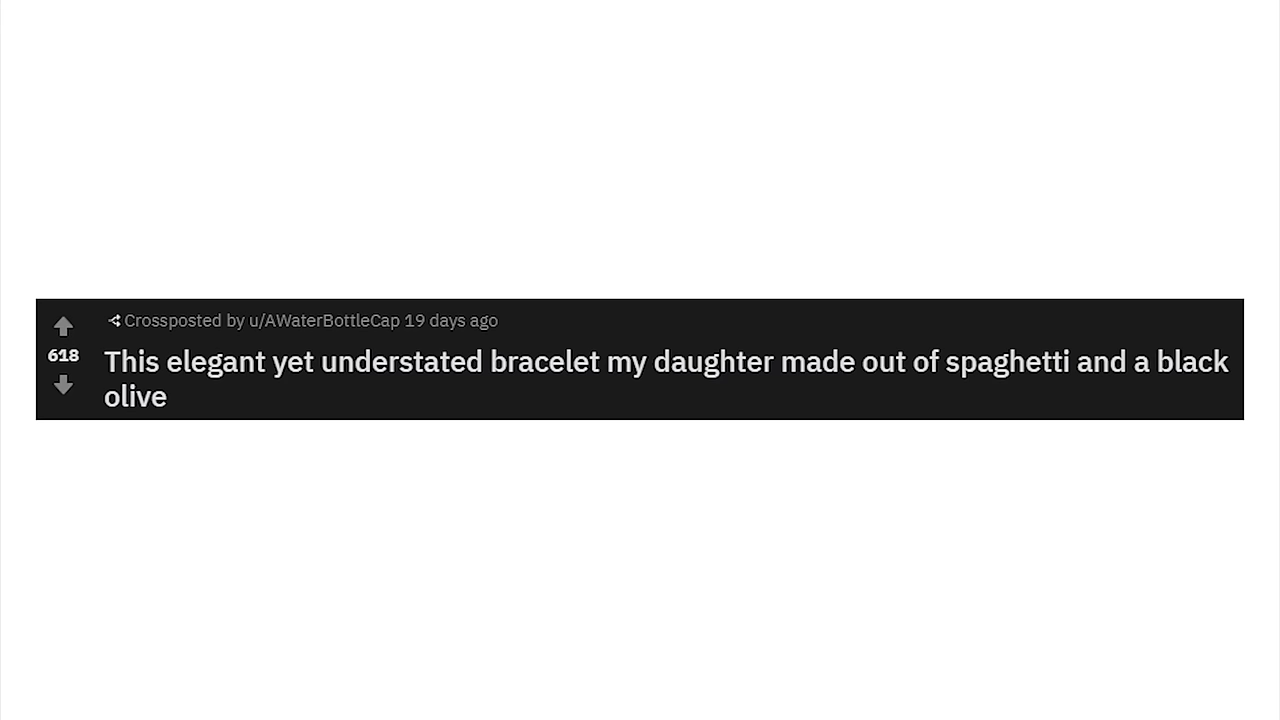 Crossposted by u/AWaterBottleCap 19 days ago
618
This elegant yet understated bracelet my daughter made out of spaghetti and a black
olive